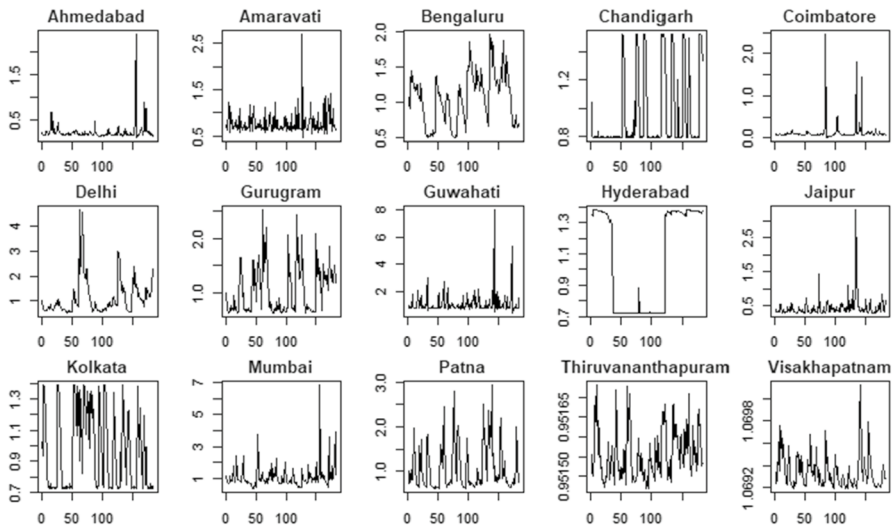 Ahmedabad Amaravati Bengaluru Chandigarh Coimbatore
0.5 1.5
0 50 100
0.5 1.5 2.5
0 50 100
0.5 1.0 1.5 2.0
0 50 100
0.8 1.2
0 50 100
0.0 1.0 2.0
0 50 100
Delhi Gurugram Guwahati Hyderabad Jaipur
1 2 3 4
0 50 100
1.0 2.0
0 50 100
2 4 6 8
0 50 100
0.7 0.9 1.1 1.3
0 50 100
0.5 1.5 2.5
0 50 100
Kolkata Mumbai Patna Thiruvananthapuram Visakhapatnam
0.7 0.9 1.1 1.3
0 50 100
1 3 5 7
0 50 100
1.0 2.0 3.0
0 50 100
0.95150 0.95165
0 50 100
1.0692 1.0698
0 50 100